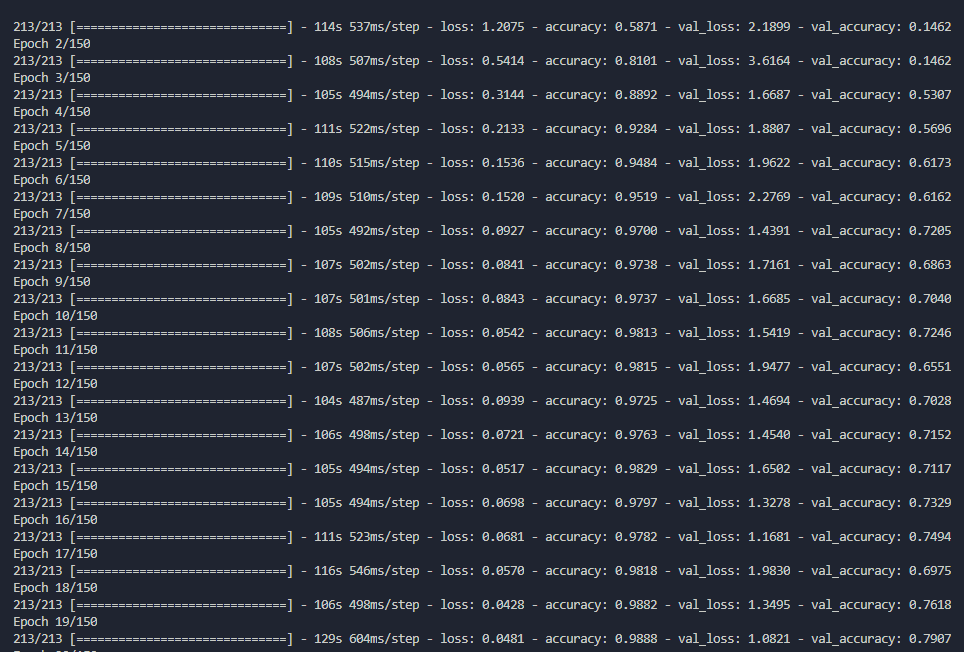 213/213 [==============================] - 114s 537ms/step - loss: 1.2075 - accuracy: 0.5871 - val_loss: 2.1899 - val_accuracy: 0.1462
Epoch 2/150
213/213 [==============================] - 108s 507ms/step - loss: 0.5414 - accuracy: 0.8101 - val_loss: 3.6164 - val_accuracy: 0.1462
Epoch 3/150
213/213 [==============================] - 105s 494ms/step - loss: 0.3144 - accuracy: 0.8892 - val_loss: 1.6687 - val_accuracy: 0.5307
Epoch 4/150
213/213 [==============================] - 111s 522ms/step - loss: 0.2133 - accuracy: 0.9284 - val_loss: 1.8807 - val_accuracy: 0.5696
Epoch 5/150
213/213 [==============================] - 110s 515ms/step - loss: 0.1536 - accuracy: 0.9484 - val_loss: 1.9622 - val_accuracy: 0.6173
Epoch 6/150
213/213 [==============================] - 109s 510ms/step - loss: 0.1520 - accuracy: 0.9519 - val_loss: 2.2769 - val_accuracy: 0.6162
Epoch 7/150
213/213 [==============================] - 105s 492ms/step - loss: 0.0927 - accuracy: 0.9700 - val_loss: 1.4391 - val_accuracy: 0.7205
Epoch 8/150
213/213 [==============================] - 107s 502ms/step - loss: 0.0841 - accuracy: 0.9738 - val_loss: 1.7161 - val_accuracy: 0.6863
Epoch 9/150
213/213 [==============================] - 107s 501ms/step - loss: 0.0843 - accuracy: 0.9737 - val_loss: 1.6685 - val_accuracy: 0.7040
Epoch 10/150
213/213 [==============================] - 108s 506ms/step - loss: 0.0542 - accuracy: 0.9813 - val_loss: 1.5419 - val_accuracy: 0.7246
Epoch 11/150
213/213 [==============================] - 107s 502ms/step - loss: 0.0565 - accuracy: 0.9815 - val_loss: 1.9477 - val_accuracy: 0.6551
Epoch 12/150
213/213 [==============================] - 104s 487ms/step - loss: 0.0939 - accuracy: 0.9725 - val_loss: 1.4694 - val_accuracy: 0.7028
Epoch 13/150
213/213 [==============================] - 106s 498ms/step - loss: 0.0721 - accuracy: 0.9763 - val_loss: 1.4540 - val_accuracy: 0.7152
Epoch 14/150
213/213 [==============================] - 105s 494ms/step - loss: 0.0517 - accuracy: 0.9829 - val_loss: 1.6502 - val_accuracy: 0.7117
Epoch 15/150
213/213 [==============================] - 105s 494ms/step - loss: 0.0698 - accuracy: 0.9797 - val_loss: 1.3278 - val_accuracy: 0.7329
Epoch 16/150
213/213 [==============================] - 111s 523ms/step - loss: 0.0681 - accuracy: 0.9782 - val_loss: 1.1681 - val_accuracy: 0.7494
Epoch 17/150
213/213 [==============================] - 116s 546ms/step - loss: 0.0570 - accuracy: 0.9818 - val_loss: 1.9830 - val_accuracy: 0.6975
Epoch 18/150
213/213 [==============================] - 106s 498ms/step - loss: 0.0428 - accuracy: 0.9882 - val_loss: 1.3495 - val_accuracy: 0.7618
Epoch 19/150
213/213 [==============================] - 129s 604ms/step - loss: 0.0481 - accuracy: 0.9888 - val_loss: 1.0821 - val_accuracy: 0.7907